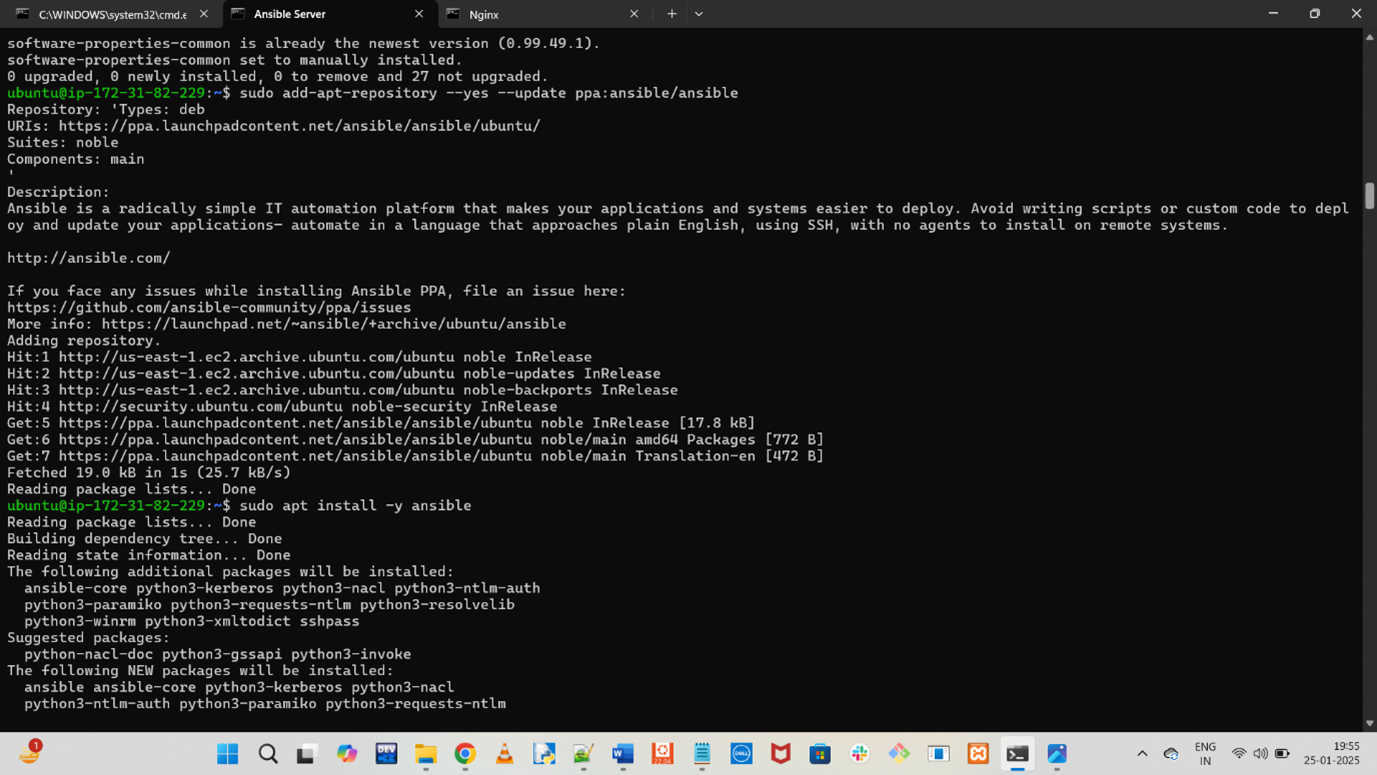 C:\WINDOWS\system32\cmd.e
Ansible Server
Nginx
software-properties-common is already the newest version (0.99.49.1).
software-properties-common set to manually installed.
0 upgraded, 0 newly installed, 0 to remove and 27 not upgraded.
ubuntu@ip-172-31-82-229:~$ sudo add-apt-repository --yes --update ppa:ansible/ansible
Repository: 'Types: deb
URIs: https://ppa.launchpadcontent.net/ansible/ansible/ubuntu/
Suites: noble
Components: main
'
Description:
Ansible is a radically simple IT automation platform that makes your applications and systems easier to deploy. Avoid writing scripts or custom code to depl
oy and update your applications- automate in a language that approaches plain English, using SSH, with no agents to install on remote systems.
http://ansible.com/
If you face any issues while installing Ansible PPA, file an issue here:
https://github.com/ansible-community/ppa/issues
More info: https://launchpad.net/~ansible/+archive/ubuntu/ansible
Adding repository.
Hit:1 http://us-east-1.ec2.archive.ubuntu.com/ubuntu noble InRelease
Hit:2 http://us-east-1.ec2.archive.ubuntu.com/ubuntu noble-updates InRelease
Hit:3 http://us-east-1.ec2.archive.ubuntu.com/ubuntu noble-backports InRelease
Hit:4 http://security.ubuntu.com/ubuntu noble-security InRelease
Get:5 https://ppa.launchpadcontent.net/ansible/ansible/ubuntu noble InRelease [17.8 kB]
Get:6 https://ppa.launchpadcontent.net/ansible/ansible/ubuntu noble/main amd64 Packages [772 B]
Get:7 https://ppa.launchpadcontent.net/ansible/ansible/ubuntu noble/main Translation-en [472 B]
Fetched 19.0 kB in 1s (25.7 kB/s)
Reading package lists... Done
ubuntu@ip-172-31-82-229:~$ sudo apt install -y ansible
Reading package lists... Done
Building dependency tree... Done
Reading state information... Done
The following additional packages will be installed:
ansible-core python3-kerberos python3-nacl python3-ntlm-auth
python3-paramiko python3-requests-ntlm python3-resolvelib
python3-winrm python3-xmltodict sshpass
Suggested packages:
python-nacl-doc python3-gssapi python3-invoke
The following NEW packages will be installed:
ansible ansible-core python3-kerberos python3-nacl
python3-ntlm-auth python3-paramiko python3-requests-ntlm
1
DEV
DELL
22.04
ENG
IN
19:55
25-01-2025